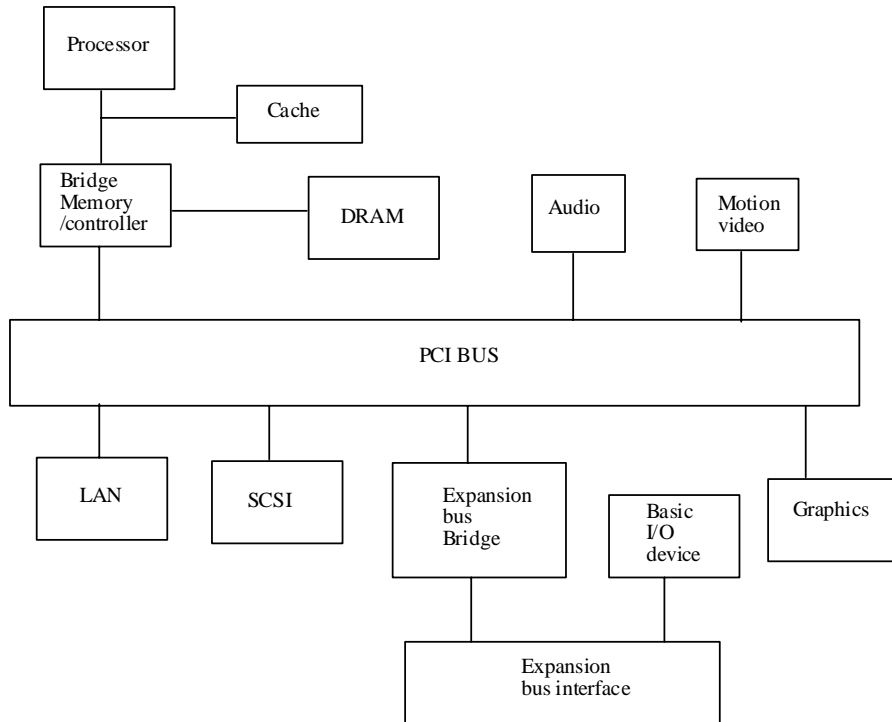 Processor
Cache
Bridge
Memory
/controller
DRAM
Audio
Motion
video
PCI BUS
LAN
SCSI
Expansion
bus
Bridge
Basic
I/O
device
Graphics
Expansion
bus interface